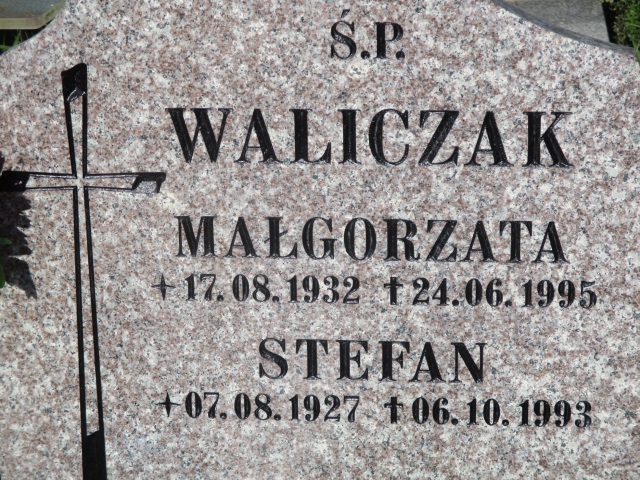 Ś.P.
WALICZAK
MAŁGORZATA
+17.08.1932 †24.06.1995
STEFAN
+07.08.1927 †06.10.1993